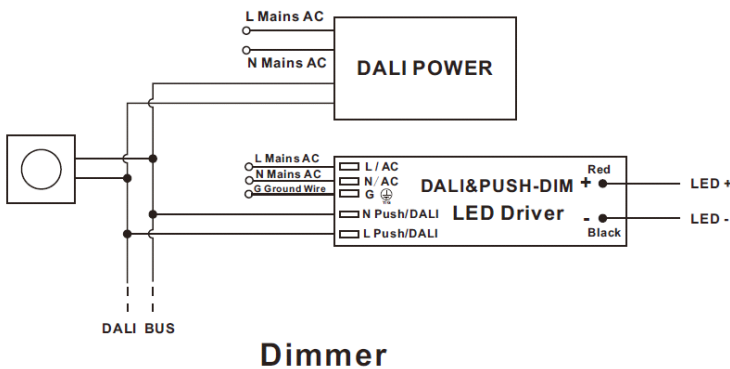 L Mains AC
N Mains AC
DALI POWER
L Mains AC
N Mains AC
G Ground Wire
L / AC
N/AC
G
N Push/DALI
L Push/DALI
DALI&PUSH-DIM
LED Driver
Red
+
-
Black
LED +
LED -
DALI BUS
Dimmer